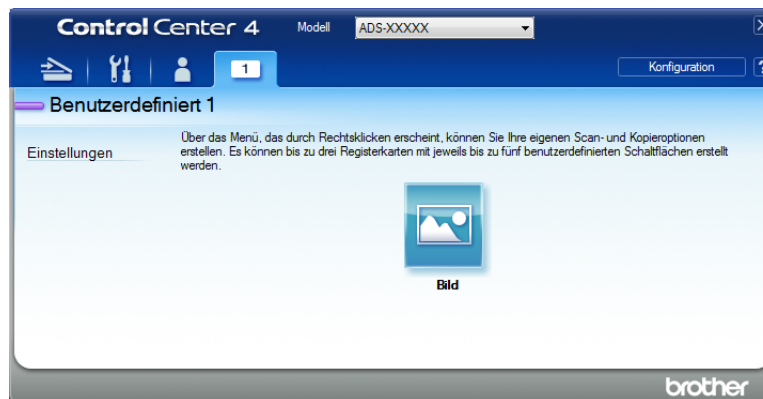 ControlCenter 4
Modell
ADS-XXXXX
1
Konfiguration
?
Benutzerdefiniert 1
Einstellungen
Über das Menü, das durch Rechtsklicken erscheint, können Sie Ihre eigenen Scan- und Kopieroptionen
erstellen. Es können bis zu drei Registerkarten mit jeweils bis zu fünf benutzerdefinierten Schaltflächen erstellt
werden.
Bild
brother